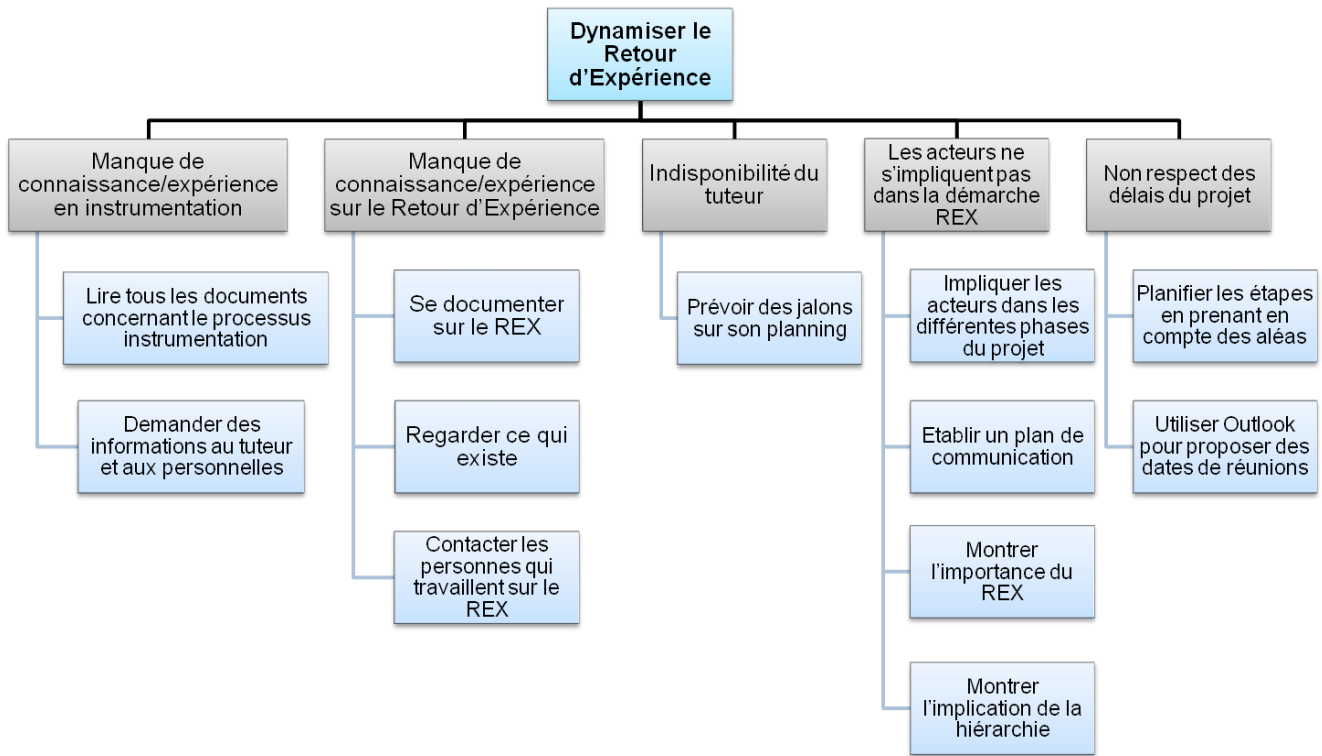 Dynamiser le
Retour
d'Expérience
Manque de
connaissance/expérience
en instrumentation
Lire tous les documents
concernant le processus
instrumentation
Demander des
informations au tuteur
et aux personnelles
Manque de
connaissance/expérience
sur le Retour d'Expérience
Se documenter
sur le REX
Regarder ce qui
existe
Contacter les
personnes qui
travaillent sur le
REX
Indisponibilité du
tuteur
Prévoir des jalons
sur son planning
Les acteurs ne
s'impliquent pas
dans la démarche
REX
Impliquer les
acteurs dans les
différentes phases
du projet
Etablir un plan de
communication
Montrer
l'importance du
REX
Montrer
l'implication de la
hiérarchie
Non respect des
délais du projet
Planifier les étapes
en prenant en
compte des aléas
Utiliser Outlook
pour proposer des
dates de réunions